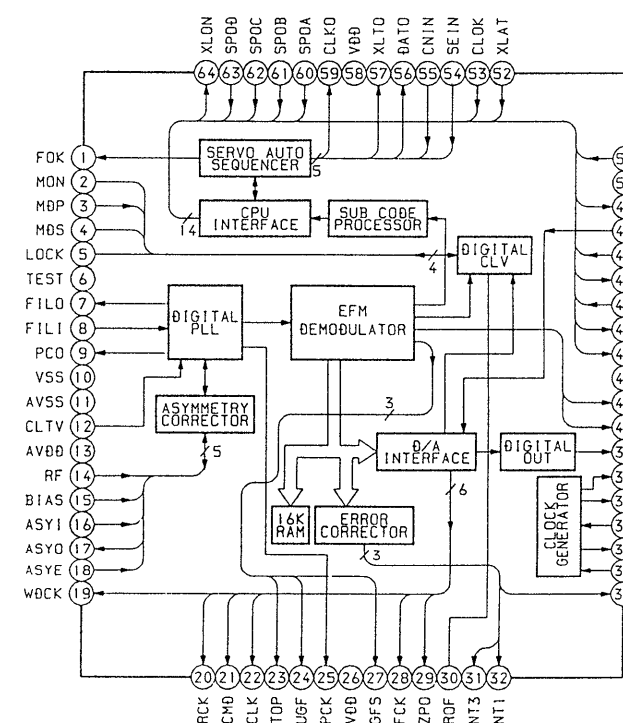 XLON SPDD SPDC SPDB SPDA CLKO VDD XLTO DATO CNIN SEIN CLOK XLAT
64 63 62 61 60 59 58 57 56 55 54 53 52
FOK 1
MON 2
MDP 3
MDS 4
LOCK 5
TEST 6
FILO 7
FILI 8
PCO 9
VSS 10
AVSS 11
CLTV 12
AVDD 13
RF 14
BIAS 15
ASYI 16
ASYO 17
ASYE 18
WDCK 19
SERVO AUTO
SEQUENCER
5
CPU
INTERFACE
14
SUB CODE
PROCESSOR
DIGITAL
CLV
4
DIGITAL
PLL
EFM
DEMODULATOR
ASYMMETRY
CORRECTOR
5
3
D/A
INTERFACE
6
DIGITAL
OUT
16K
RAM
ERROR
CORRECTOR
3
CLOCK
GENERATOR
20 21 22 23 24 25 26 27 28 29 30 31 32
RCK CMD CLK TOP UGF PCK VDD GFS FCK ZPO ROF NT3 NT1